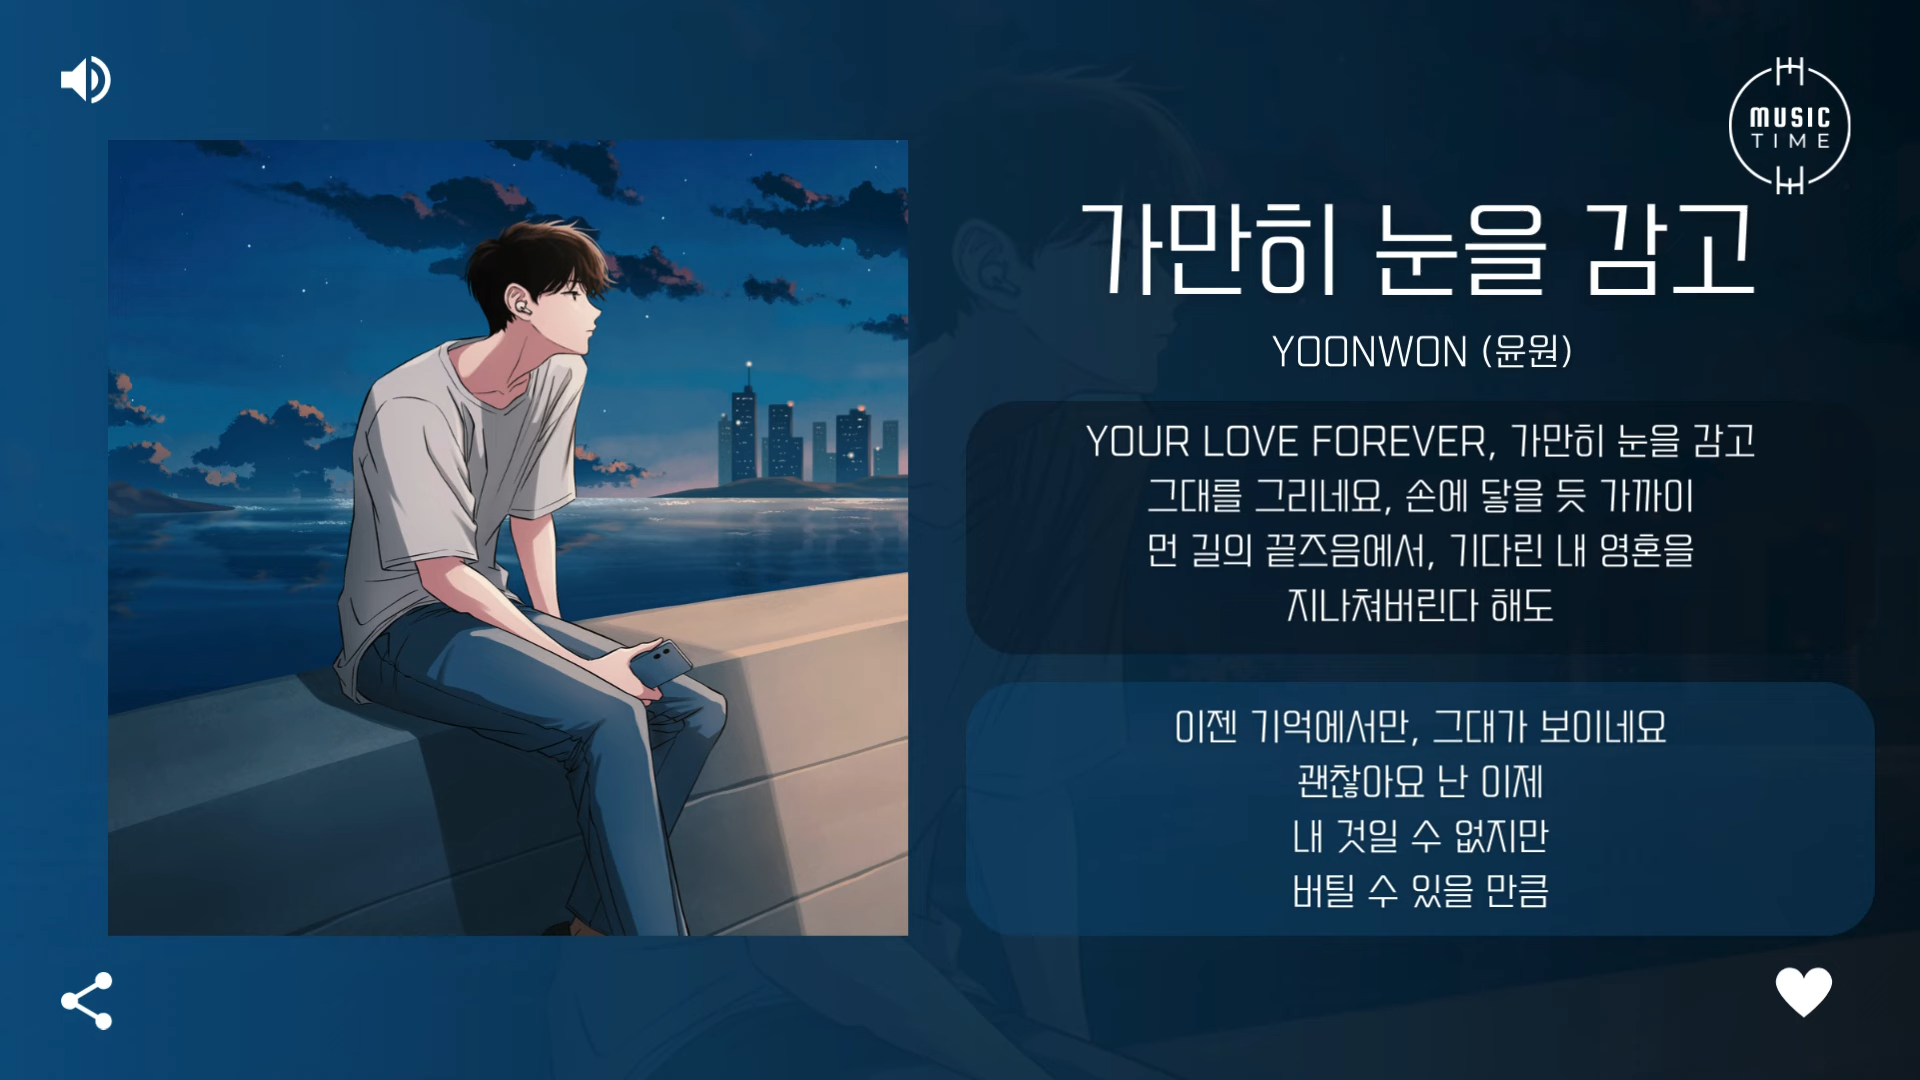 MUSIC
TIME
가만히 눈을 감고
YOONWON (윤원)
YOUR LOVE FOREVER, 가만히 눈을 감고
그대를 그리네요, 손에 닿을 듯 가까이
먼 길의 끝즈음에서, 기다린 내 영혼을
지나쳐버린다 해도
이젠 기억에서만, 그대가 보이네요
괜찮아요 난 이제
내 것일 수 없지만
버틸 수 있을 만큼